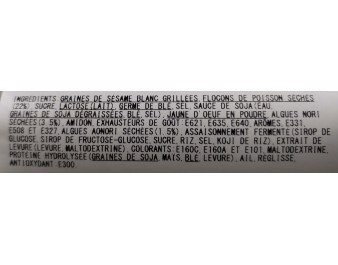 INGREDIENTS GRAINES DE SESAME BLANC GRILLEES, FLOCONS DE POISSON SECHES
(22%), SUCRE LACTOSE(LAIT), GERME DE BLE, SEL, SAUCE DE SOJA(EAU,
GRAINES DE SOJA DEGRAISSEES BLE, SEL), JAUNE D'OEUF EN POUDRE, ALGUES NORI
SECHEES(3.5%), AMIDON, EXHAUSTEURS DE GOUT E621, E635, E640, AROMES, E331,
E508 ET E327, ALGUES AONORI SECHEES(1.5%), ASSAISONNEMENT FERMENTE(SIROP DE
GLUCOSE, SIROP DE FRUCTOSE-GLUCOSE, SUCRE, RIZ, SEL, KOJI DE RIZ), EXTRAIT DE
LEVURE(LEVURE, MALTODEXTRINE), COLORANTS:E160C, E160A ET E101, MALTODEXTRINE,
PROTEINE HYDROLYSEE(GRAINES DE SOJA, MAIS, BLE, LEVURE), AIL, REGLISSE,
ANTIOXYDANT E300.